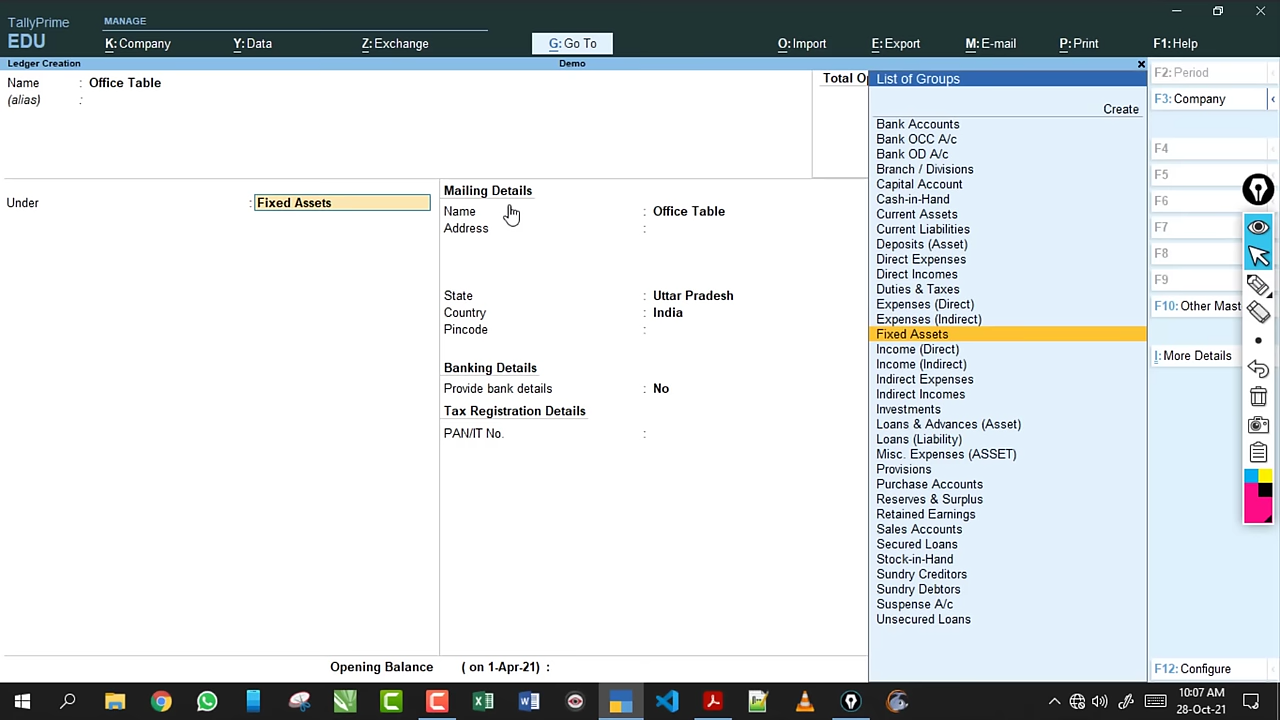 TallyPrime
EDU
MANAGE
K: Company
Y: Data
Z: Exchange
G: Go To
O: Import
E: Export
M: E-mail
P: Print
F1: Help
Ledger Creation
Demo
Name : Office Table
(alias) :
Total Op
Under : Fixed Assets
Mailing Details
Name : Office Table
Address :
State : Uttar Pradesh
Country : India
Pincode :
Banking Details
Provide bank details : No
Tax Registration Details
PAN/IT No. :
Opening Balance ( on 1-Apr-21) :
List of Groups
Create
Bank Accounts
Bank OCC A/c
Bank OD A/c
Branch / Divisions
Capital Account
Cash-in-Hand
Current Assets
Current Liabilities
Deposits (Asset)
Direct Expenses
Direct Incomes
Duties & Taxes
Expenses (Direct)
Expenses (Indirect)
Fixed Assets
Income (Direct)
Income (Indirect)
Indirect Expenses
Indirect Incomes
Investments
Loans & Advances (Asset)
Loans (Liability)
Misc. Expenses (ASSET)
Provisions
Purchase Accounts
Reserves & Surplus
Retained Earnings
Sales Accounts
Secured Loans
Stock-in-Hand
Sundry Creditors
Sundry Debtors
Suspense A/c
Unsecured Loans
F2: Period
F3: Company
F4
F5
F6
F7
F8
F9
F10: Other Mast
I: More Details
F12: Configure
10:07 AM
28-Oct-21